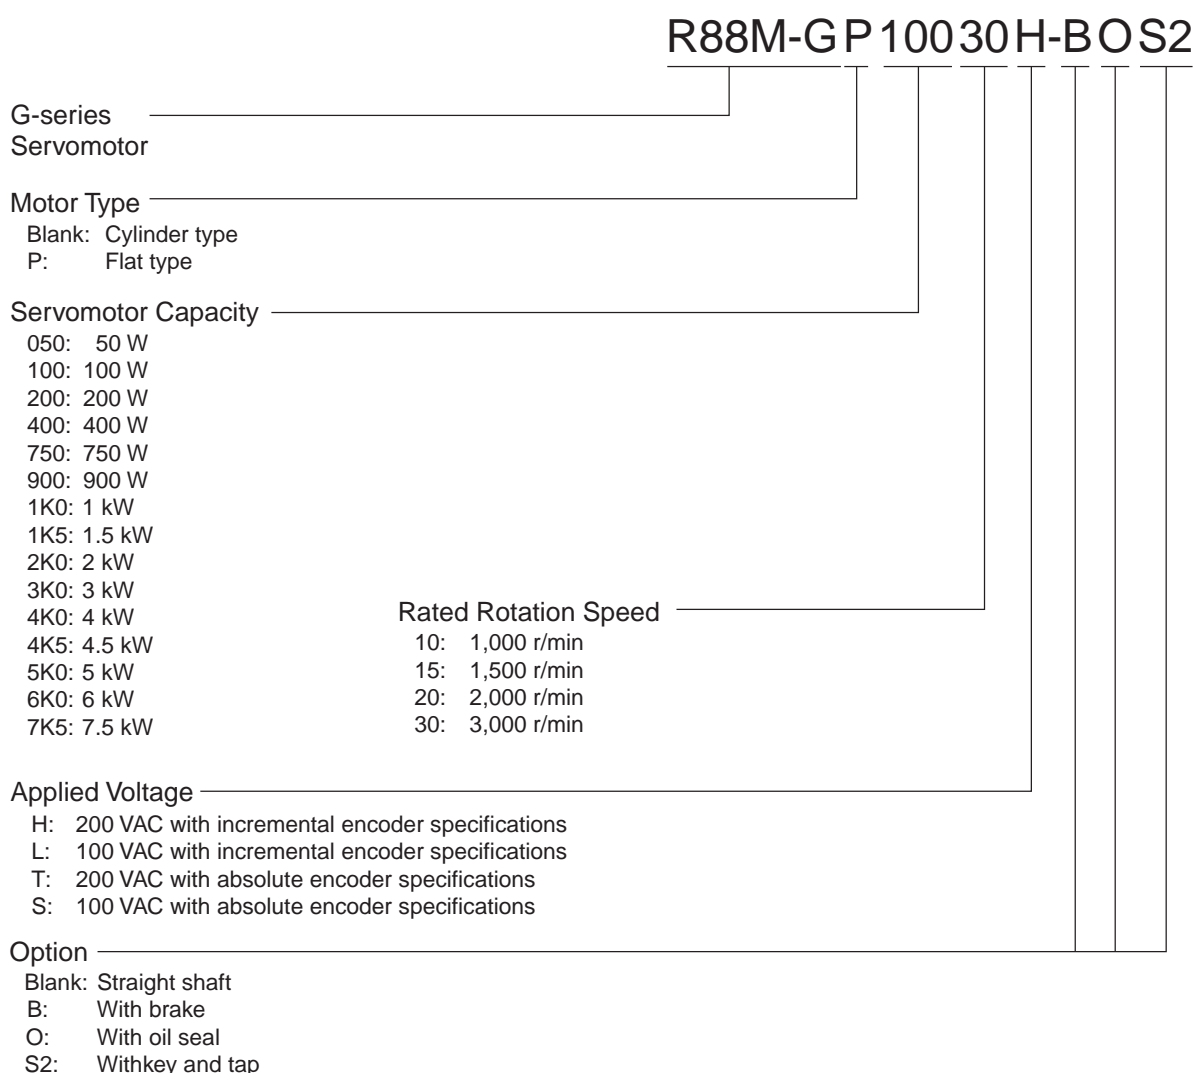 R88M-GP10030H-BOS2
G-series
Servomotor
Motor Type
Blank: Cylinder type
P: Flat type
Servomotor Capacity
050: 50 W
100: 100 W
200: 200 W
400: 400 W
750: 750 W
900: 900 W
1K0: 1 kW
1K5: 1.5 kW
2K0: 2 kW
3K0: 3 kW
4K0: 4 kW
4K5: 4.5 kW
5K0: 5 kW
6K0: 6 kW
7K5: 7.5 kW
Rated Rotation Speed
10: 1,000 r/min
15: 1,500 r/min
20: 2,000 r/min
30: 3,000 r/min
Applied Voltage
H: 200 VAC with incremental encoder specifications
L: 100 VAC with incremental encoder specifications
T: 200 VAC with absolute encoder specifications
S: 100 VAC with absolute encoder specifications
Option
Blank: Straight shaft
B: With brake
O: With oil seal
S2: Withkey and tap